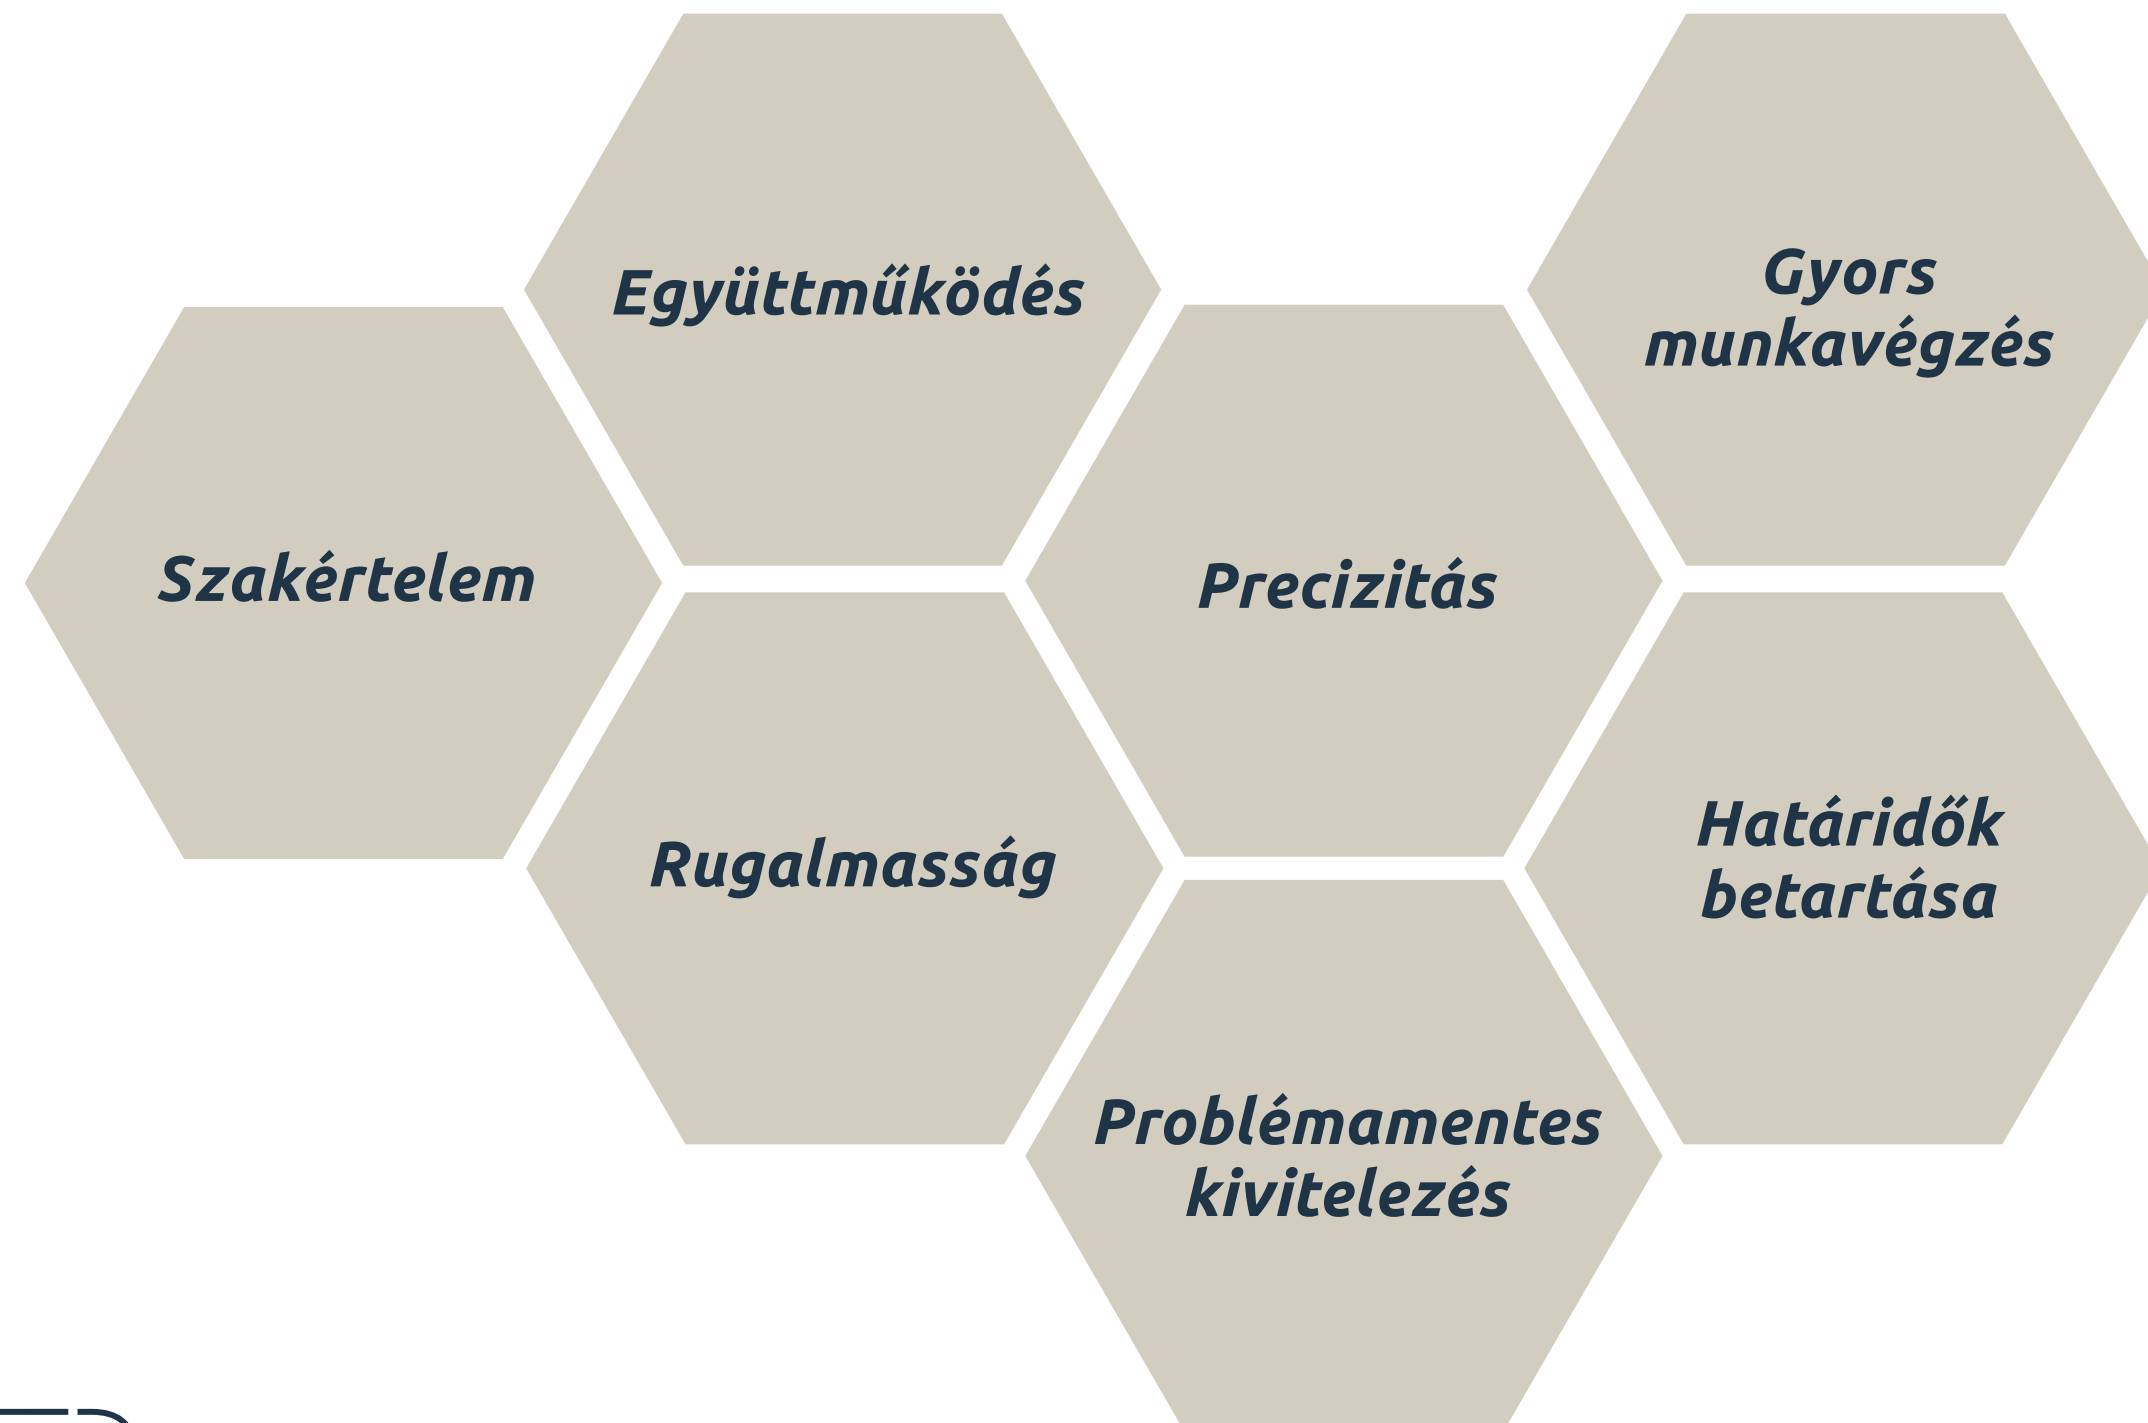 Együttműködés
Gyors
munkavégzés
Szakértelem
Precizitás
Rugalmasság
Határidők
betartása
Problémamentes
kivitelezés